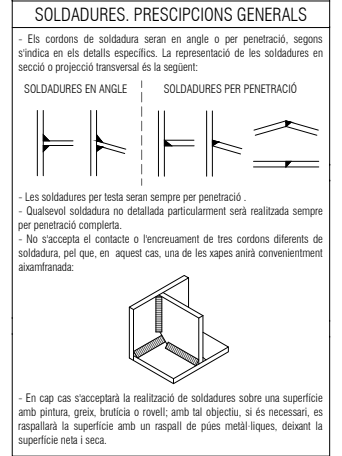 SOLDADURES. PRESCIPCIONS GENERALS
- Els cordons de soldadura seran en angle o per penetració, segons
s'indica en els detalls específics. La representació de les soldadures en
secció o projecció transversal és la següent:
SOLDADURES EN ANGLE
SOLDADURES PER PENETRACIÓ
- Les soldadures per testa seran sempre per penetració .
- Qualsevol soldadura no detallada particularment serà realitzada sempre
per penetració completa.
- No s'accepta el contacte o l'encreuament de tres cordons diferents de
soldadura, pel que, en aquest cas, una de les xapes anirà convenientment
aixamfranada:
- En cap cas s'acceptarà la realització de soldadures sobre una superfície
amb pintura, greix, brutícia o rovell; amb tal objectiu, si és necessari, es
raspallarà la superfície amb un raspall de púes metàl·liques, deixant la
superfície neta i seca.